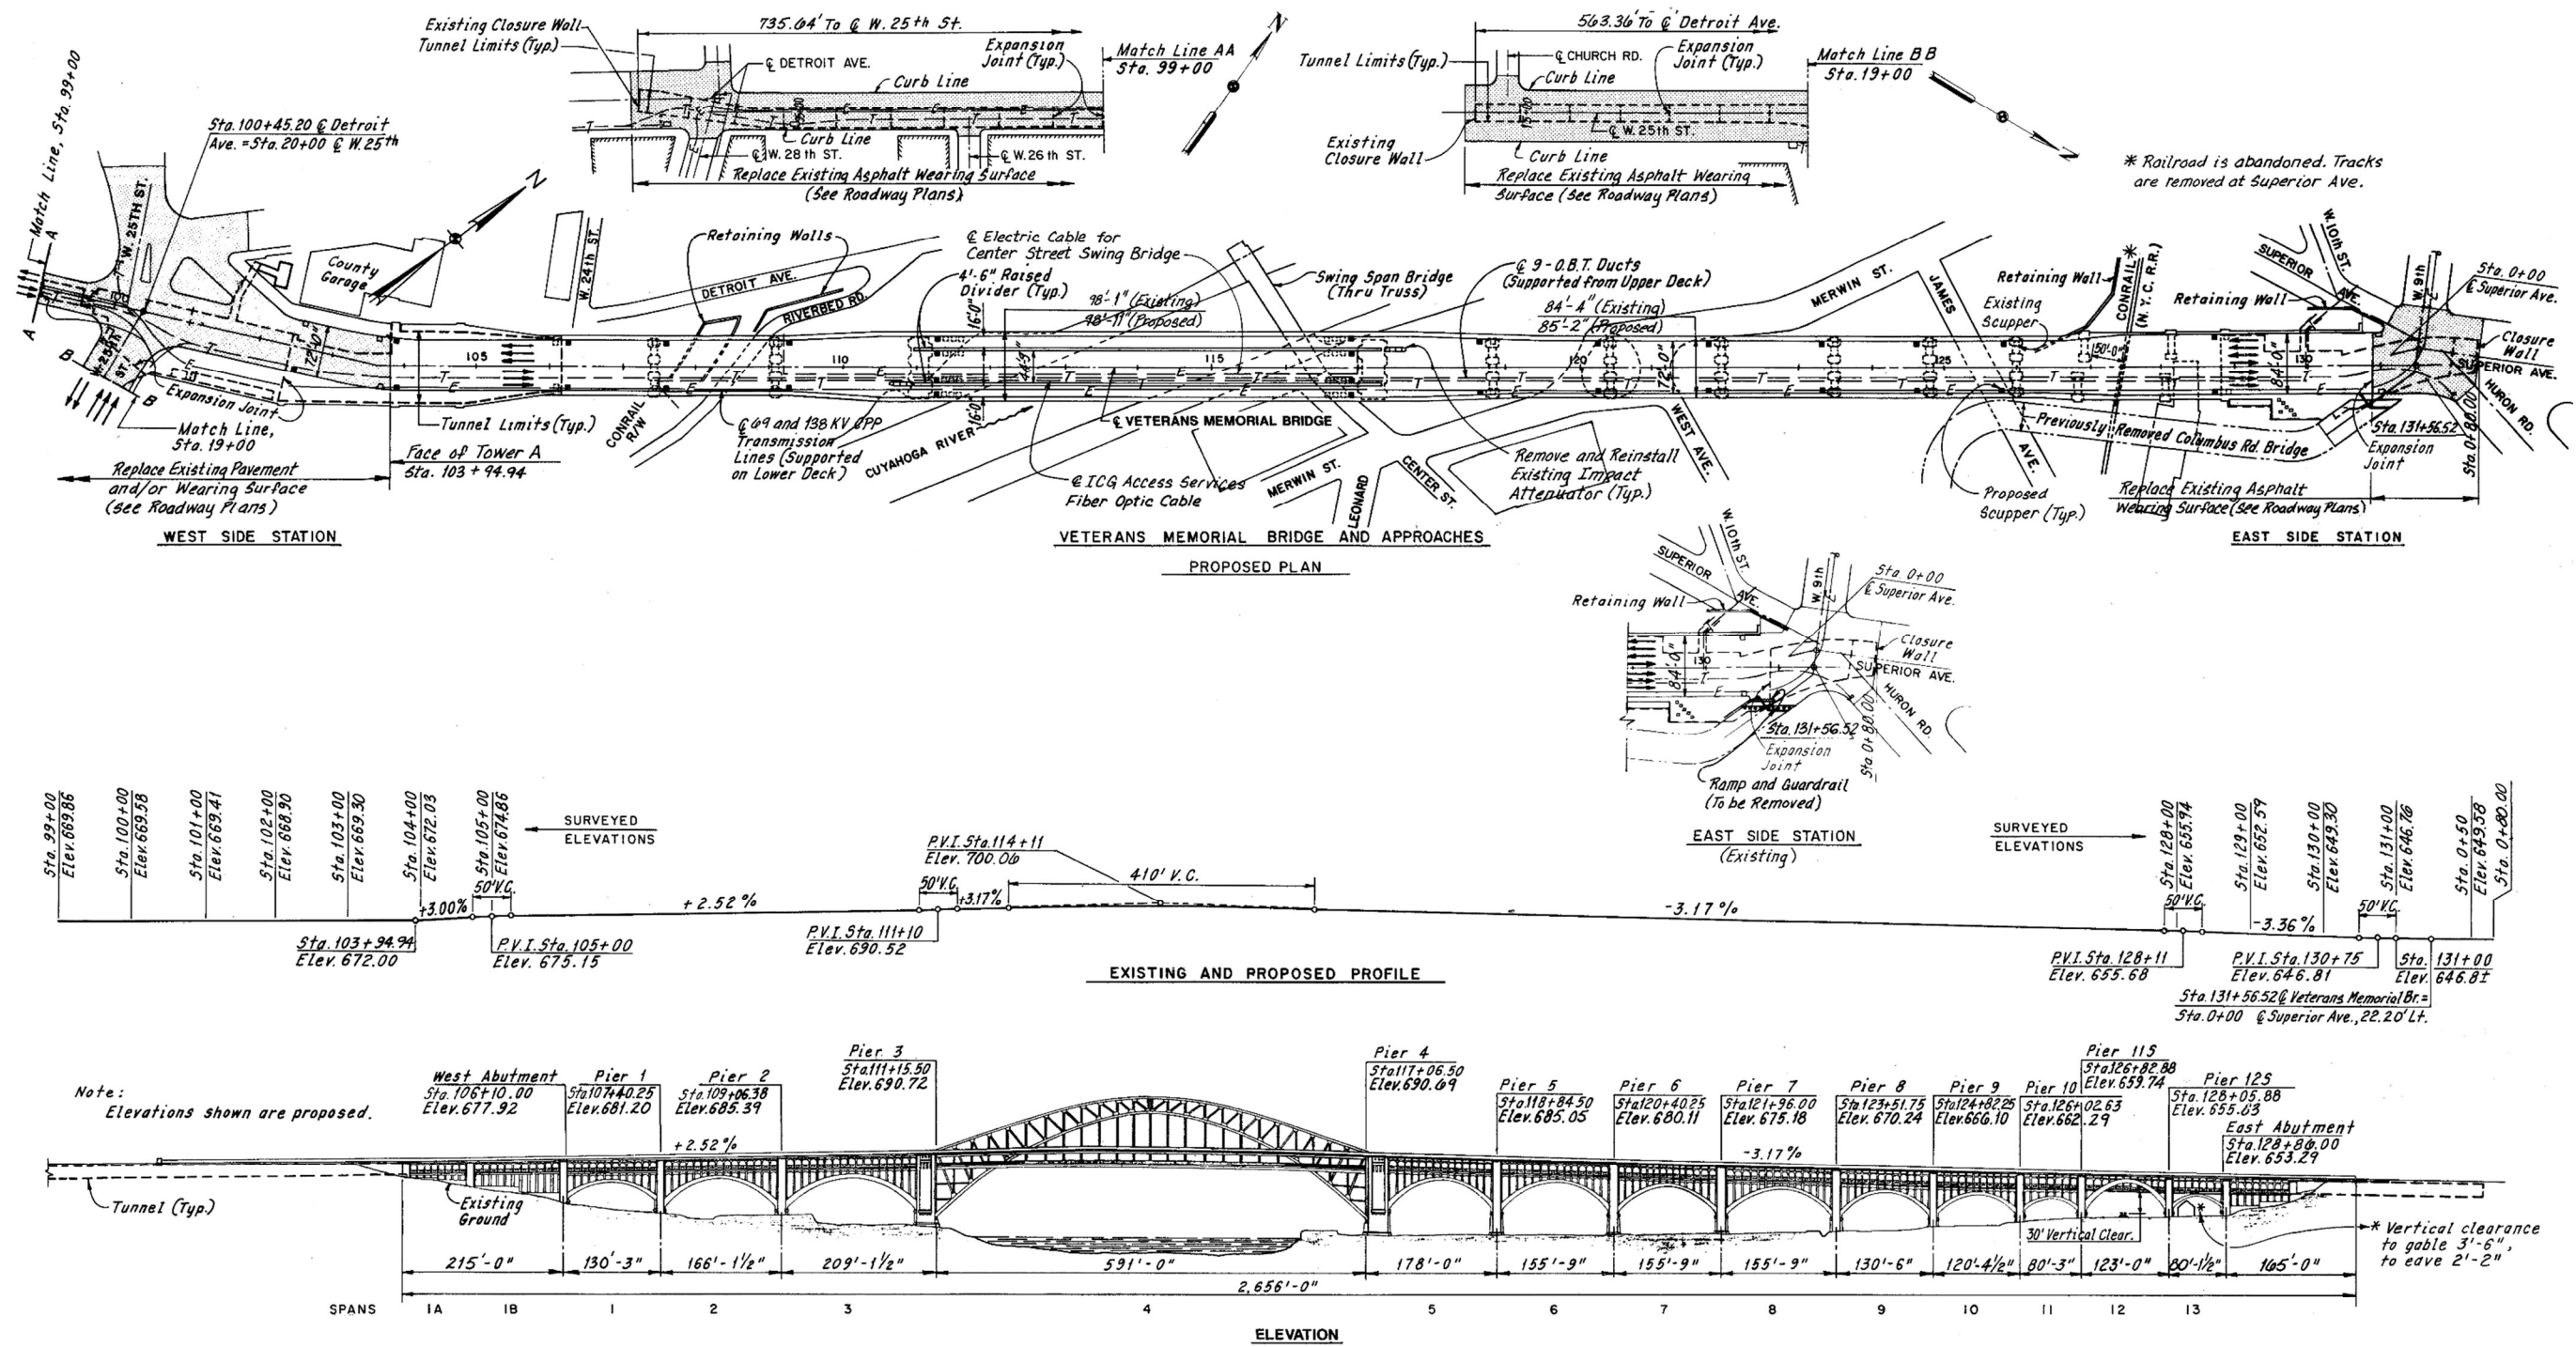 Existing Closure Wall
Tunnel Limits (Typ.)
735.64' To ℄ W. 25th St.
℄ DETROIT AVE.
Curb Line
Expansion
Joint (Typ.)
Match Line AA
Sta. 99+00
Curb Line
℄ W. 28th ST.
℄ W. 26th ST.
Replace Existing Asphalt Wearing Surface
(See Roadway Plans)
N
Tunnel Limits (Typ.)
563.36' To ℄ Detroit Ave.
℄ CHURCH RD.
Curb Line
Expansion
Joint (Typ.)
Match Line BB
Sta. 19+00
℄ W. 25th ST.
Existing
Closure Wall
Curb Line
Replace Existing Asphalt Wearing
Surface (See Roadway Plans)
N
* Railroad is abandoned. Tracks
are removed at Superior Ave.
Match Line, Sta. 99+00
A
A
Sta. 100+45.20 ℄ Detroit
Ave. = Sta. 20+00 ℄ W. 25th
W. 25TH ST.
100
County
Garage
N
72'-0"
B
B
W. 25th
ST.
10
E
Expansion Joint
Match Line,
Sta. 19+00
Tunnel Limits (Typ.)
Face of Tower A
Sta. 103+94.94
Replace Existing Pavement
and/or Wearing Surface
(see Roadway Plans)
WEST SIDE STATION
105
W. 24th ST.
Retaining Walls
DETROIT AVE.
RIVERBED RD.
CONRAIL
R/W
110
℄ Electric Cable for
Center Street Swing Bridge
4'-6" Raised
Divider (Typ.)
98'-1" (Existing)
98'-11" (Proposed)
16'-0"
44'-9"
16'-0"
115
Swing Span Bridge
(Thru Truss)
℄ 9-O.B.T. Ducts
(Supported from Upper Deck)
84'-4" (Existing)
85'-2" (Proposed)
72'-0"
120
125
℄ 69 and 138 KV CPP
Transmission
Lines (Supported
on Lower Deck)
CUYAHOGA RIVER
℄ VETERANS MEMORIAL BRIDGE
℄ ICG Access Services
Fiber Optic Cable
MERWIN ST.
LEONARD
CENTER ST.
WEST AVE.
Remove and Reinstall
Existing Impact
Attenuator (Typ.)
MERWIN ST.
JAMES
AVE.
Retaining Wall
Existing
Scupper
CONRAIL*
(N.Y.C. R.R.)
50'-0"
Retaining Wall
SUPERIOR
AVE.
W. 10th ST.
W. 9th
Sta. 0+00
℄ Superior Ave.
Closure
Wall
SUPERIOR AVE.
HURON RD.
84'-0"
130
Previously Removed Columbus Rd. Bridge
Sta. 131+56.52
Expansion
Joint
Sta. 0+80.00
Proposed
Scupper (Typ.)
Replace Existing Asphalt
Wearing Surface (See Roadway Plans)
EAST SIDE STATION
VETERANS MEMORIAL BRIDGE AND APPROACHES
PROPOSED PLAN
W. 10th ST.
SUPERIOR
AVE.
W. 9th
Retaining Wall
Sta. 0+00
℄ Superior Ave.
Closure
Wall
SUPERIOR AVE.
HURON RD.
84'-0"
130
T
E
Sta. 131+56.52
Expansion
Joint
Sta 0+80.00
Ramp and Guardrail
(To be Removed)
EAST SIDE STATION
(Existing)
Sta. 99+00
Elev. 669.86
Sta. 100+00
Elev. 669.58
Sta. 101+00
Elev. 669.41
Sta. 102+00
Elev. 668.90
Sta. 103+00
Elev. 669.30
Sta. 104+00
Elev. 672.03
Sta. 105+00
Elev. 674.86
SURVEYED
ELEVATIONS
+3.00%
50' V.C.
+2.52%
50' V.C.
+3.17%
P.V.I. Sta. 114+11
Elev. 700.06
410' V.C.
-3.17%
SURVEYED
ELEVATIONS
Sta. 128+00
Elev. 655.94
Sta. 129+00
Elev. 652.59
Sta. 130+00
Elev. 649.30
Sta. 131+00
Elev. 646.76
Sta. 0+50
Elev. 649.58
Sta. 0+80.00
50' V.C.
-3.36%
50' V.C.
Sta. 103+94.94
Elev. 672.00
P.V.I. Sta. 105+00
Elev. 675.15
P.V.I. Sta. 111+10
Elev. 690.52
P.V.I. Sta. 128+11
Elev. 655.68
P.V.I. Sta. 130+75
Elev. 646.81
Sta. 131+00
Elev 646.8±
Sta. 131+56.52 ℄ Veterans Memorial Br. =
Sta. 0+00 ℄ Superior Ave., 22.20' Lt.
EXISTING AND PROPOSED PROFILE
Note:
Elevations shown are proposed.
West Abutment
Sta. 106+10.00
Elev. 677.92
Pier 1
Sta 107+40.25
Elev. 681.20
Pier 2
Sta. 109+06.38
Elev. 685.39
Pier 3
Sta 111+15.50
Elev. 690.72
Pier 4
Sta 117+06.50
Elev. 690.69
Pier 5
Sta 118+84.50
Elev. 685.05
Pier 6
Sta 120+40.25
Elev. 680.11
Pier 7
Sta. 121+96.00
Elev. 675.18
Pier 8
Sta. 123+51.75
Elev. 670.24
Pier 9
Sta. 124+82.25
Elev. 666.10
Pier 10
Sta. 126+02.63
Elev. 662.29
Pier 11S
Sta 126+82.88
Elev. 659.74
Pier 12S
Sta. 128+05.88
Elev. 655.63
East Abutment
Sta. 128+86.00
Elev. 653.29
+2.52%
-3.17%
Tunnel (Typ.)
Existing
Ground
30' Vertical Clear.
* Vertical clearance
to gable 3'-6",
to eave 2'-2"
215'-0" 130'-3" 166'-1½" 209'-1½" 591'-0" 178'-0" 155'-9" 155'-9" 155'-9" 130'-6" 120'-4½" 80'-3" 123'-0" 80'-1½" 165'-0"
2,656'-0"
SPANS 1A 1B 1 2 3 4 5 6 7 8 9 10 11 12 13
ELEVATION